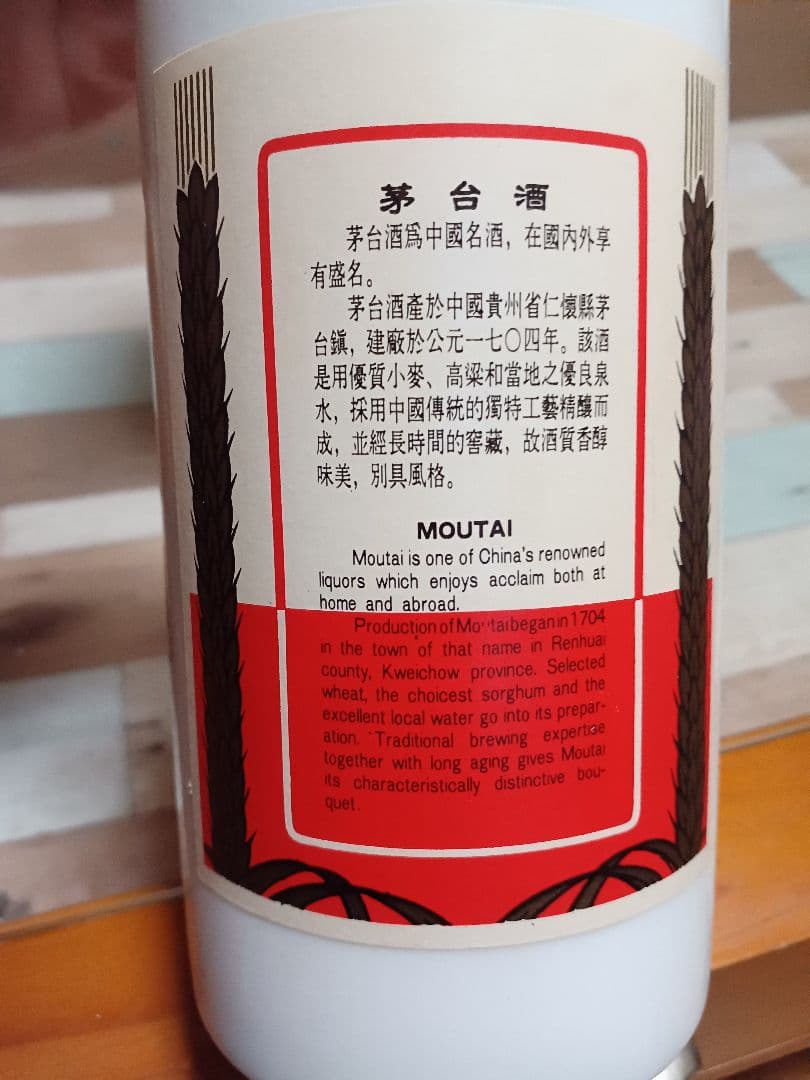 茅台酒
茅台酒爲中國名酒，在國內外享
有盛名。
茅台酒產於中國貴州省仁懷縣茅
台鎭，建廠於公元一七〇四年。該酒
是用優質小麥、高粱和當地之優良泉
水，採用中國傳統的獨特工藝精釀而
成，並經長時間的窖藏，故酒質香醇
味美，別具風格。
MOUTAI
Moutai is one of China's renowned
liquors which enjoys acclaim both at
home and abroad.
Production of Moutai began in 1704
in the town of that name in Renhuai
county, Kweichow province. Selected
wheat, the choicest sorghum and the
excellent local water go into its prepar-
ation. Traditional brewing expertise
together with long aging gives Moutai
its characteristically distinctive bou-
quet.